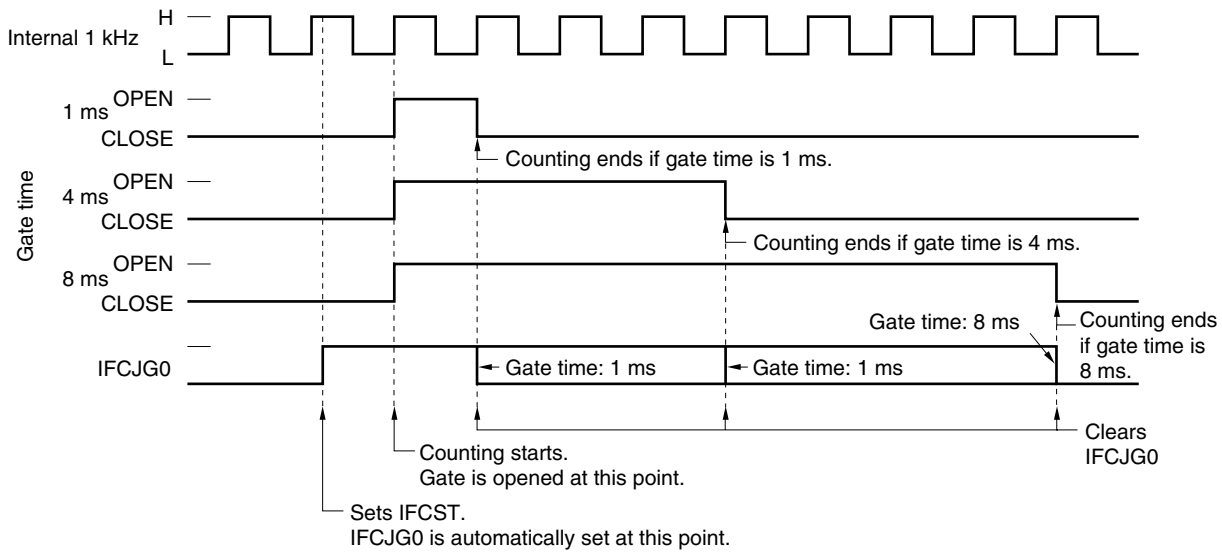 H
Internal 1 kHz
L
OPEN
1 ms
CLOSE
Counting ends if gate time is 1 ms.
OPEN
4 ms
CLOSE
Counting ends if gate time is 4 ms.
Gate time
OPEN
8 ms
CLOSE
Gate time: 8 ms
Counting ends
if gate time is
8 ms.
IFCJG0
Gate time: 1 ms
Gate time: 1 ms
Clears
IFCJG0
Counting starts.
Gate is opened at this point.
Sets IFCST.
IFCJG0 is automatically set at this point.